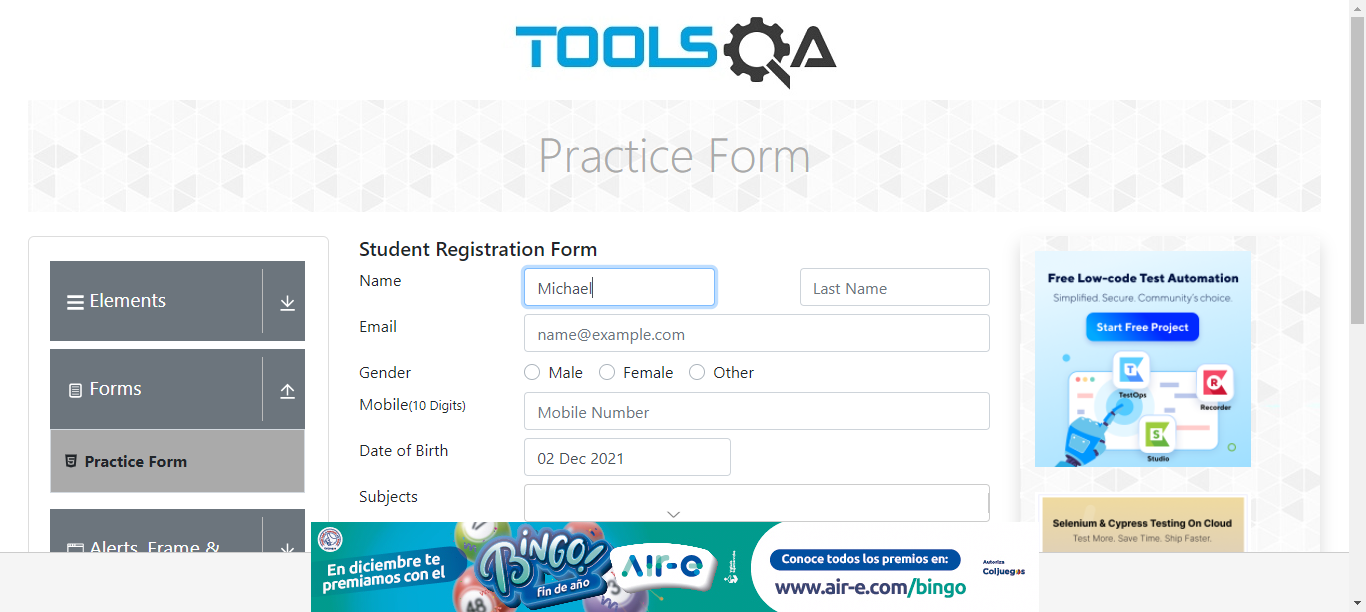 TOOLSQA
Practice Form
Elements
Forms
Practice Form
Alerts, Frame &
Student Registration Form
Name
Michael
Last Name
Email
name@example.com
Gender
Male
Female
Other
Mobile(10 Digits)
Mobile Number
Date of Birth
02 Dec 2021
Subjects
Free Low-code Test Automation
Simplified. Secure. Community's choice.
Start Free Project
TestOps
Recorder
Studio
Selenium & Cypress Testing On Cloud
Test More. Save Time. Ship Faster.
En diciembre te
premiamos con el
BINGO!
fin de año
48
AIR-E
Conoce todos los premios en:
www.air-e.com/bingo
Autoriza
Coljuegos